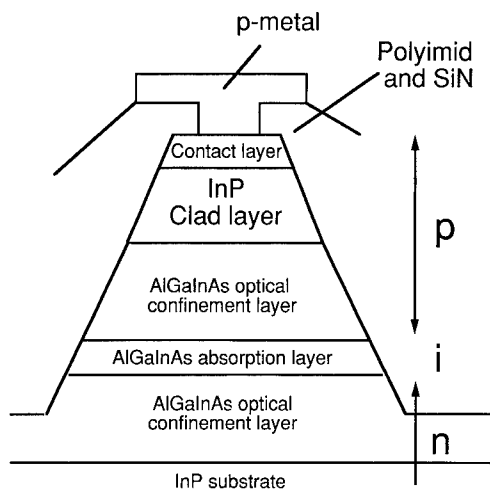 p-metal
Polyimid
and SiN
Contact layer
InP
Clad layer
p
AlGaInAs optical
confinement layer
AlGaInAs absorption layer
i
AlGaInAs optical
confinement layer
n
InP substrate